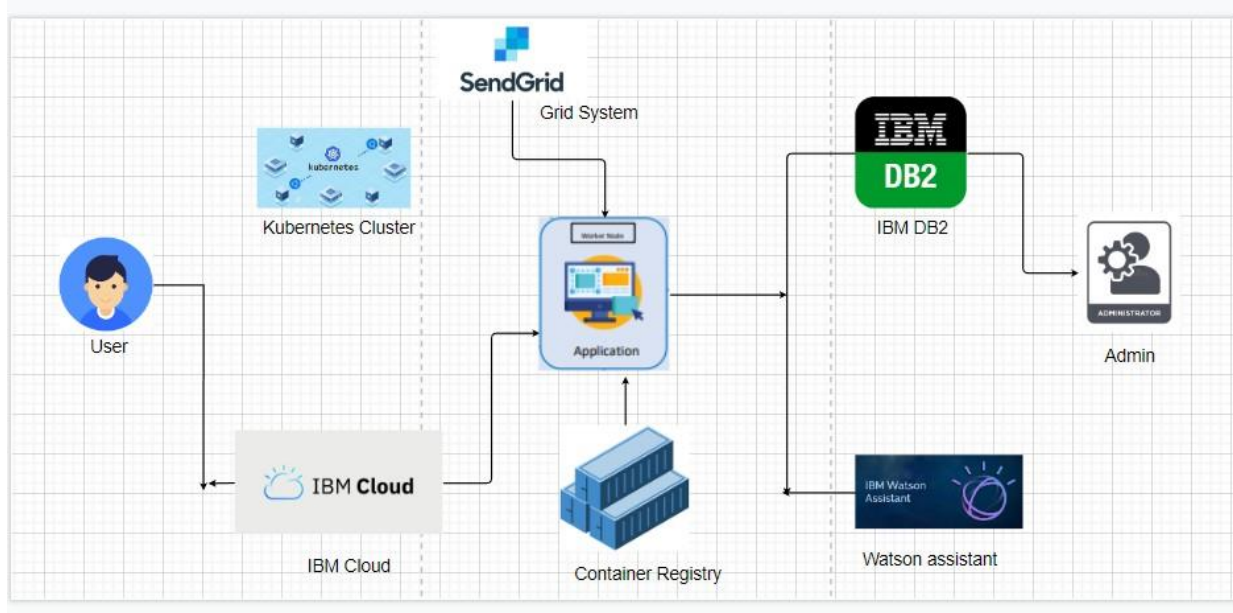 SendGrid
Grid System
kubernetes
Kubernetes Cluster
IBM
DB2
IBM DB2
Worker Node
Application
User
ADMINISTRATOR
Admin
IBM Cloud
IBM Cloud
Container Registry
IBM Watson
Assistant
Watson assistant